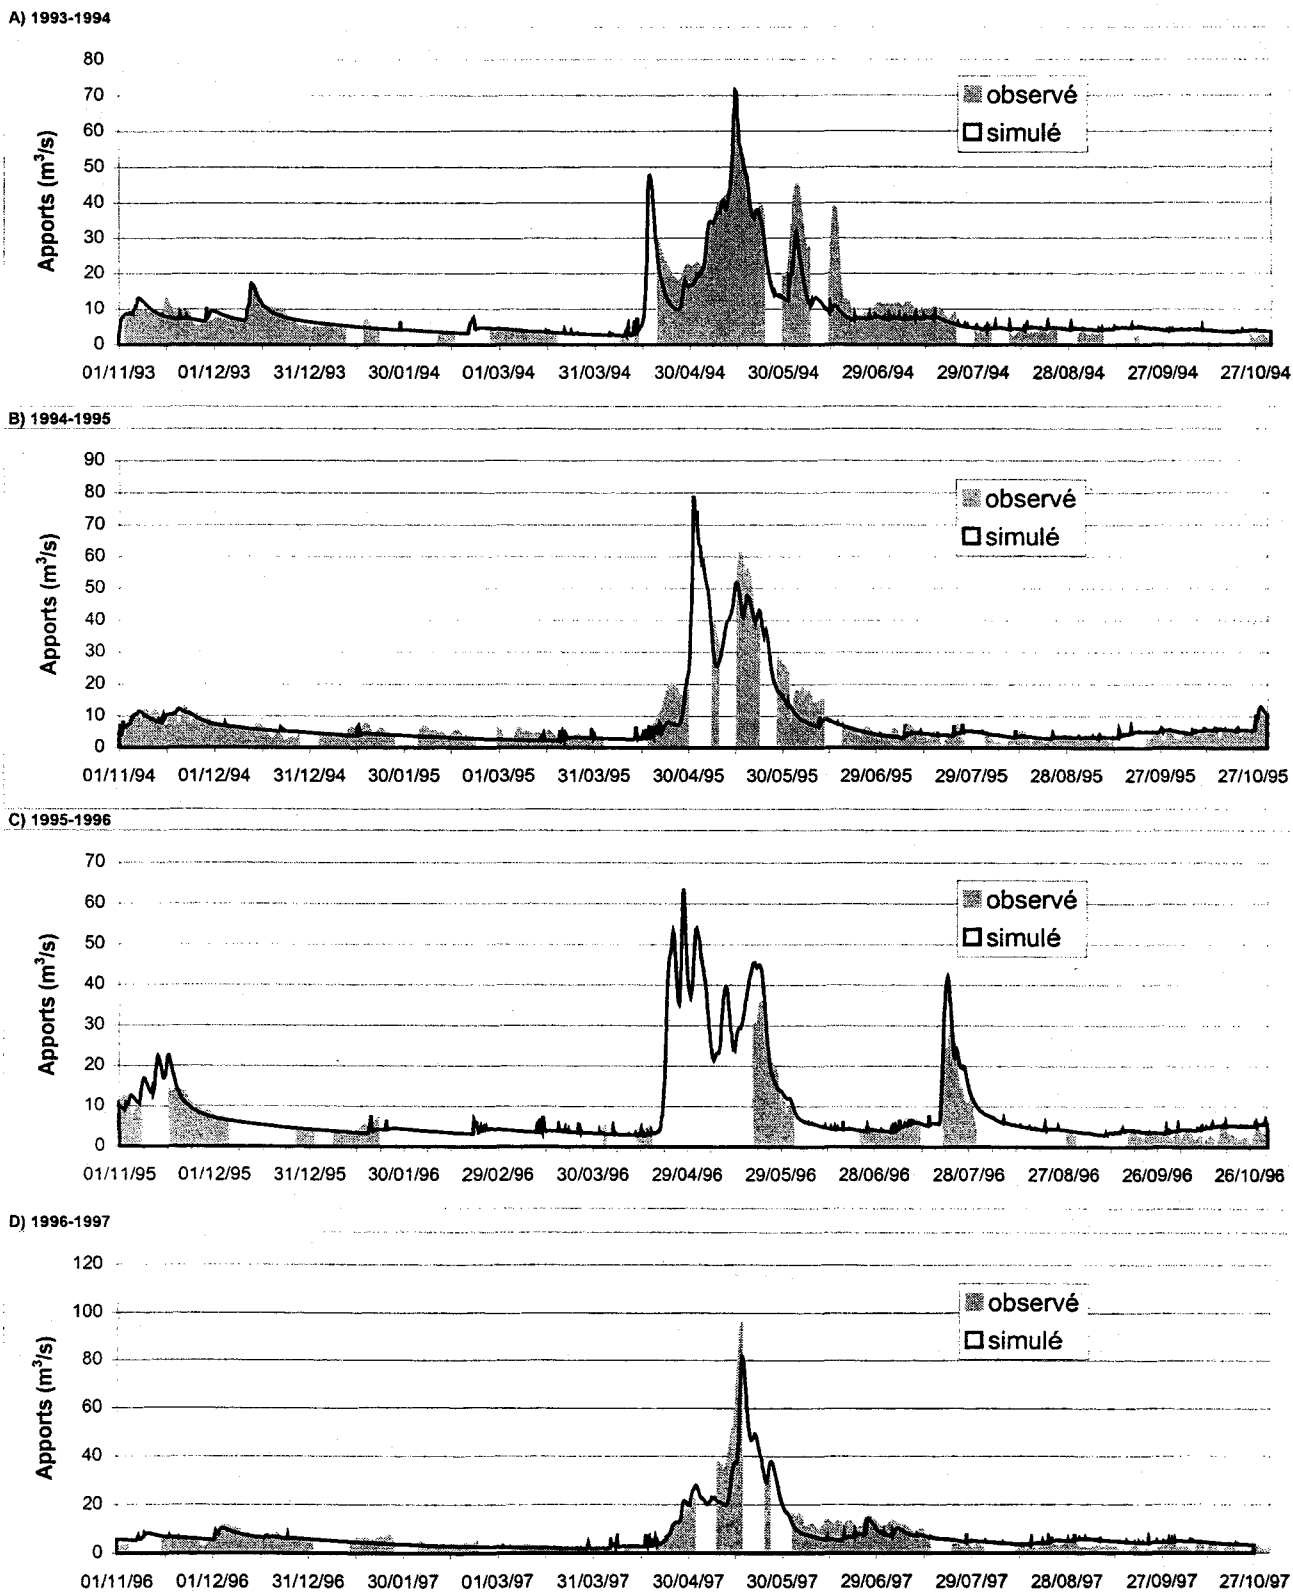 A) 1993-1994
80
70
60
50
40
30
20
10
0
Apports (m³/s)
observé
simulé
01/11/93 01/12/93 31/12/93 30/01/94 01/03/94 31/03/94 30/04/94 30/05/94 29/06/94 29/07/94 28/08/94 27/09/94 27/10/94
B) 1994-1995
90
80
70
60
50
40
30
20
10
0
Apports (m³/s)
observé
simulé
01/11/94 01/12/94 31/12/94 30/01/95 01/03/95 31/03/95 30/04/95 30/05/95 29/06/95 29/07/95 28/08/95 27/09/95 27/10/95
C) 1995-1996
70
60
50
40
30
20
10
0
Apports (m³/s)
observé
simulé
01/11/95 01/12/95 31/12/95 30/01/96 29/02/96 30/03/96 29/04/96 29/05/96 28/06/96 28/07/96 27/08/96 26/09/96 26/10/96
D) 1996-1997
120
100
80
60
40
20
0
Apports (m³/s)
observé
simulé
01/11/96 01/12/96 31/12/96 30/01/97 01/03/97 31/03/97 30/04/97 30/05/97 29/06/97 29/07/97 28/08/97 27/09/97 27/10/97